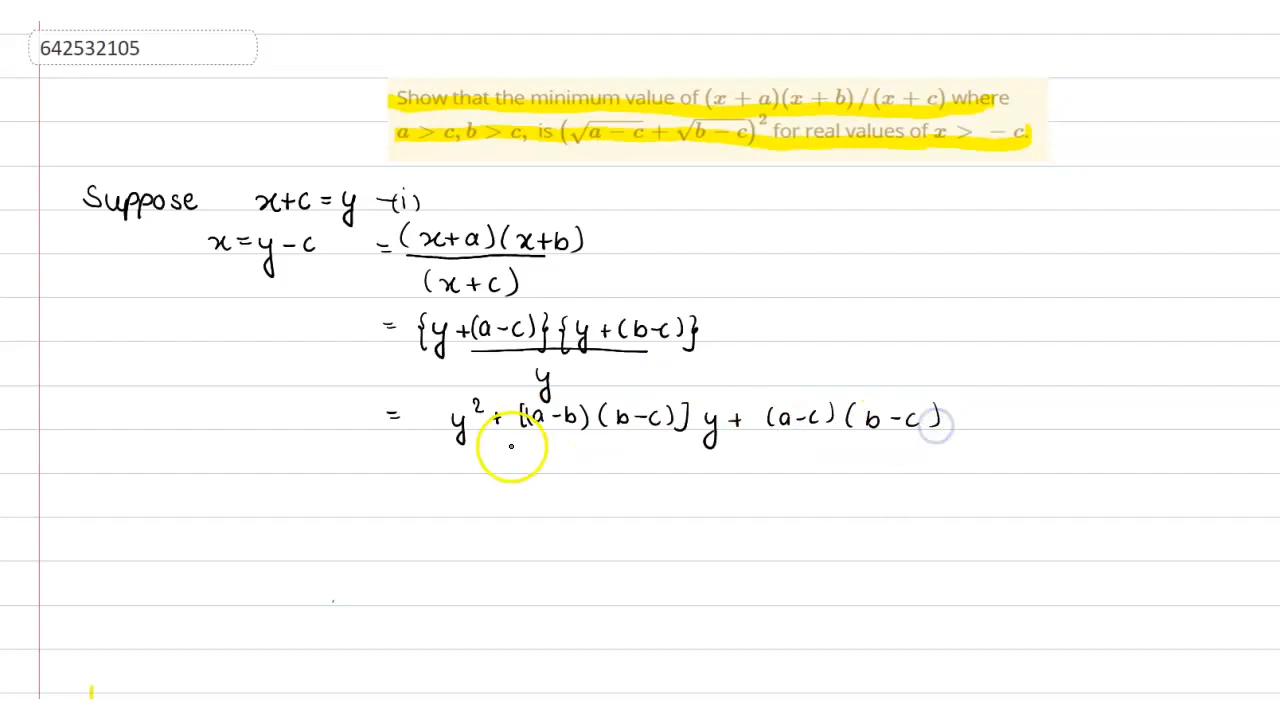 642532105
Show that the minimum value of (x + a)(x + b)/(x + c) where
a > c, b > c, is (√a − c + √b − c)² for real values of x > − c.
Suppose x+c = y –(i)
x = y – c = (x+a)(x+b)
(x+c)
= {y+(a–c)}{y+(b–c)}
y
= y² + [(a–b)(b–c)] y + (a–c)(b–c)